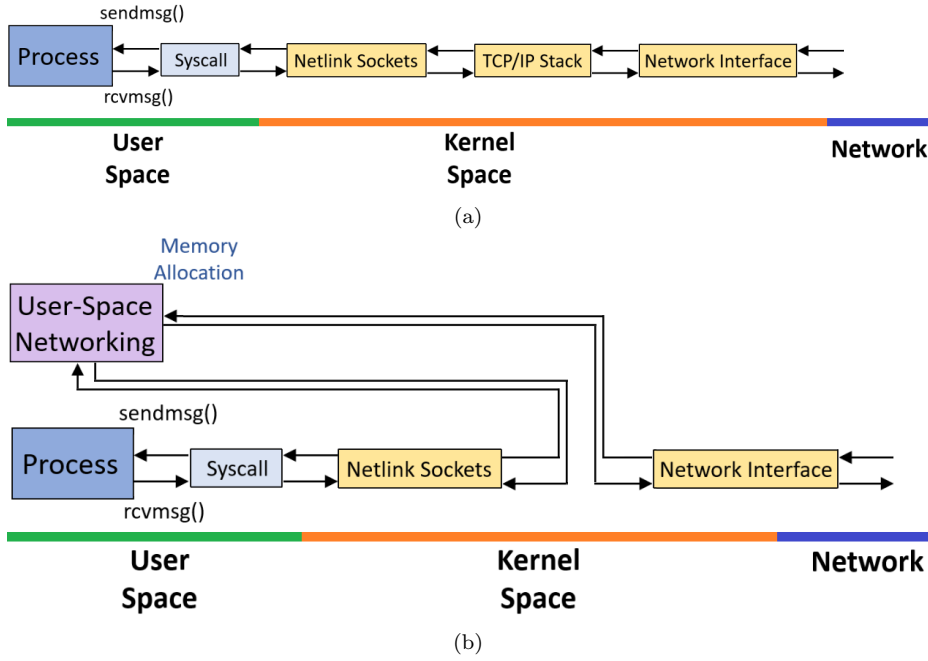 sendmsg()
Process
Syscall
Netlink Sockets
TCP/IP Stack
Network Interface
rcvmsg()
User
Space
Kernel
Space
Network
(a)
Memory
Allocation
User-Space
Networking
sendmsg()
Process
Syscall
Netlink Sockets
Network Interface
rcvmsg()
User
Space
Kernel
Space
Network
(b)